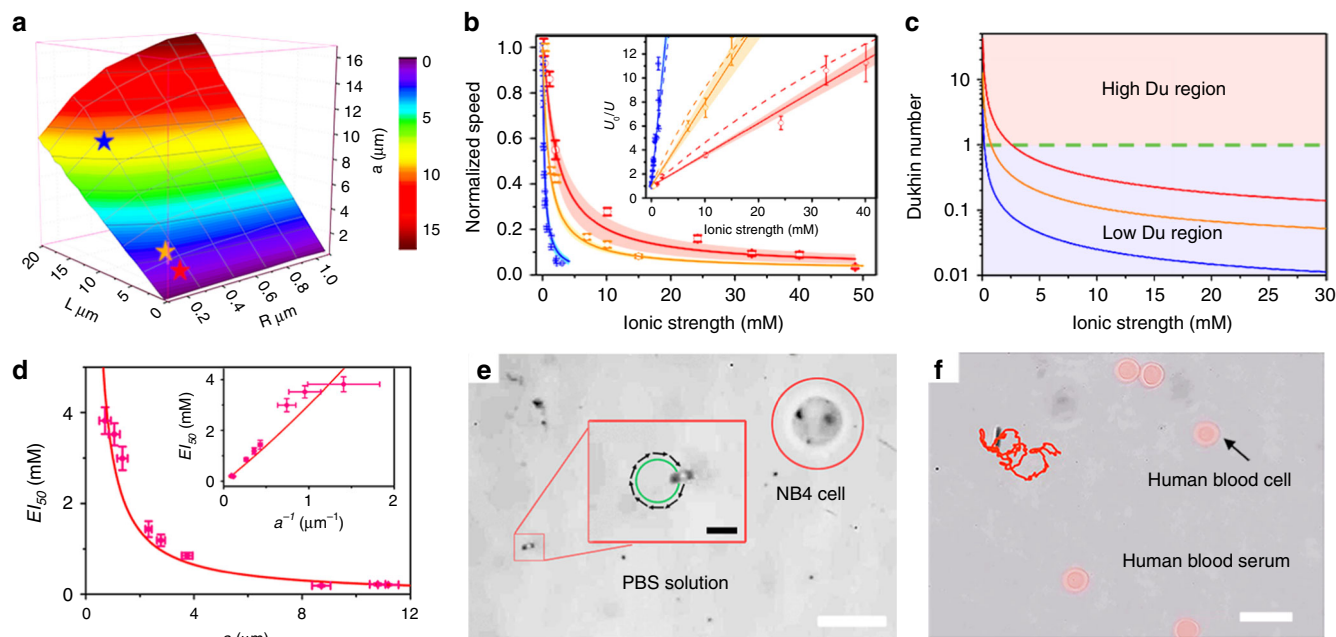 a
16
14
12
10
8
6
4
2
a (μm)
0
5
10
15
20
15
10
5
0
L μm
0.2
0.4
0.6
0.8
1.0
R μm
b
Normalized speed
1.0
0.8
0.6
0.4
0.2
0.0
0
10
20
30
40
50
Ionic strength (mM)
U0/U
12
10
8
6
4
2
0
0
10
20
30
40
Ionic strength (mM)
c
Dukhin number
10
1
0.1
0.01
High Du region
Low Du region
0
5
10
15
20
25
30
Ionic strength (mM)
d
EI50 (mM)
4
2
0
0
4
8
12
EI50 (mM)
4
2
0
0
1
2
a−1 (μm−1)
e
NB4 cell
PBS solution
f
Human blood cell
Human blood serum